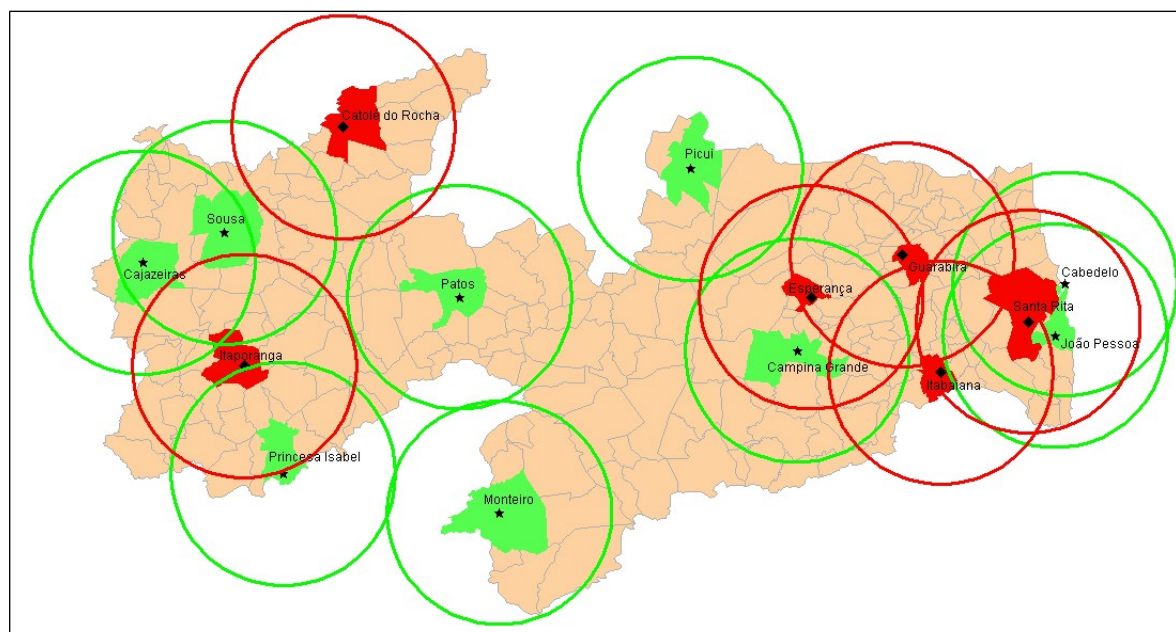 Catolé do Rocha
Picuí
Sousa
Cajazeiras
Patos
Guarabira
Cabedelo
Esperança
Santa Rita
João Pessoa
Itaporanga
Campina Grande
Itabaiana
Princesa Isabel
Monteiro